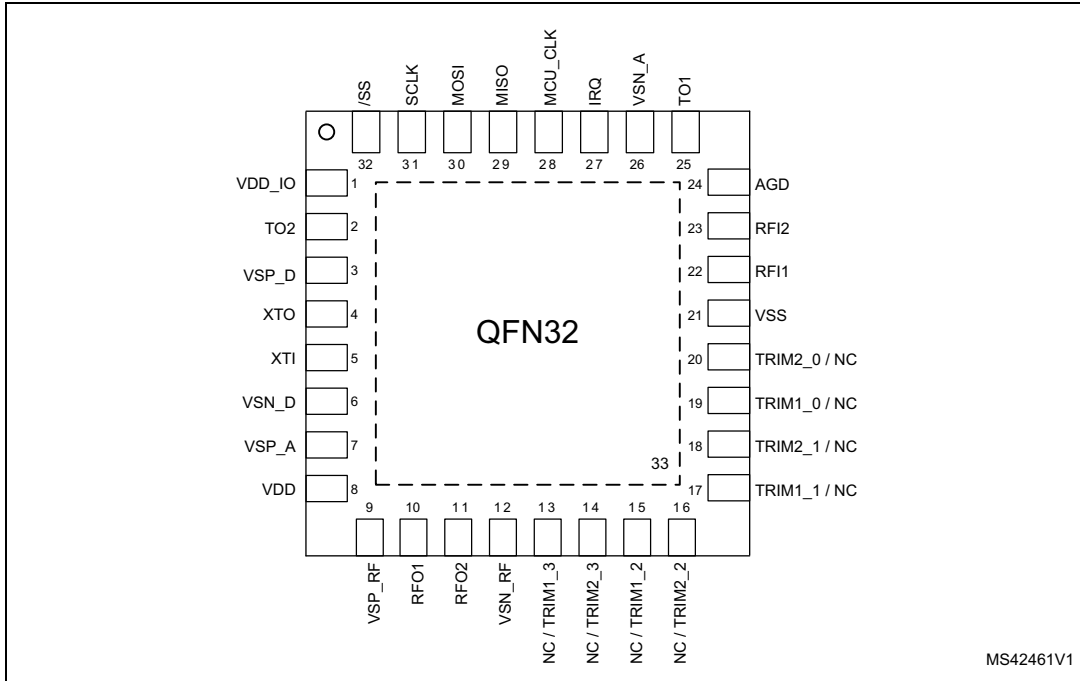 /SS
SCLK
MOSI
MISO
MCU_CLK
IRQ
VSN_A
TO1
32 31 30 29 28 27 26 25
VDD_IO 1
TO2 2
VSP_D 3
XTO 4
XTI 5
VSN_D 6
VSP_A 7
VDD 8
QFN32
33
24 AGD
23 RFI2
22 RFI1
21 VSS
20 TRIM2_0 / NC
19 TRIM1_0 / NC
18 TRIM2_1 / NC
17 TRIM1_1 / NC
9 10 11 12 13 14 15 16
VSP_RF
RFO1
RFO2
VSN_RF
NC / TRIM1_3
NC / TRIM2_3
NC / TRIM1_2
NC / TRIM2_2
MS42461V1